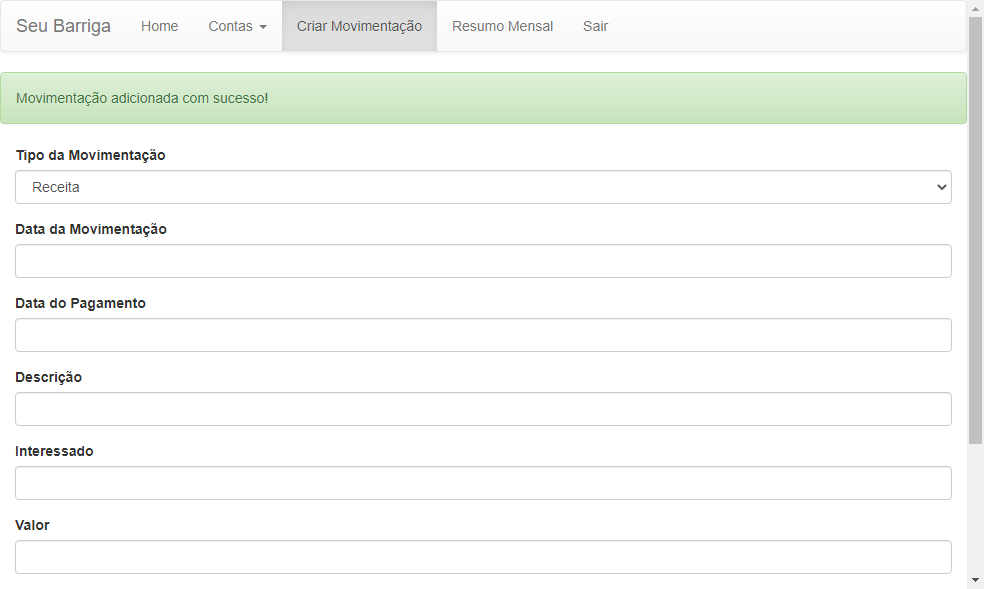 Seu Barriga Home Contas Criar Movimentação Resumo Mensal Sair
Movimentação adicionada com sucesso!
Tipo da Movimentação
Receita
Data da Movimentação
Data do Pagamento
Descrição
Interessado
Valor